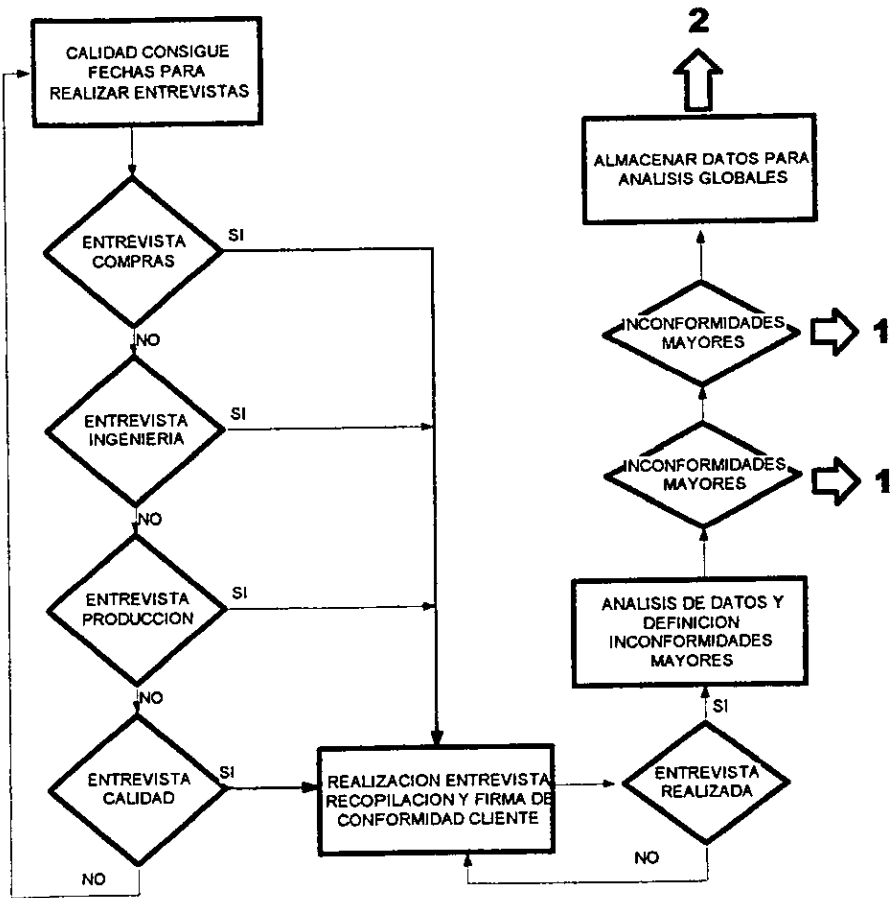 CALIDAD CONSIGUE
FECHAS PARA
REALIZAR ENTREVISTAS
ENTREVISTA
COMPRAS
SI
NO
ENTREVISTA
INGENIERIA
SI
NO
ENTREVISTA
PRODUCCION
SI
NO
ENTREVISTA
CALIDAD
SI
NO
REALIZACION ENTREVISTA
RECOPILACION Y FIRMA DE
CONFORMIDAD CLIENTE
ENTREVISTA
REALIZADA
NO
SI
ANALISIS DE DATOS Y
DEFINICION
INCONFORMIDADES
MAYORES
INCONFORMIDADES
MAYORES
1
INCONFORMIDADES
MAYORES
1
ALMACENAR DATOS PARA
ANALISIS GLOBALES
2